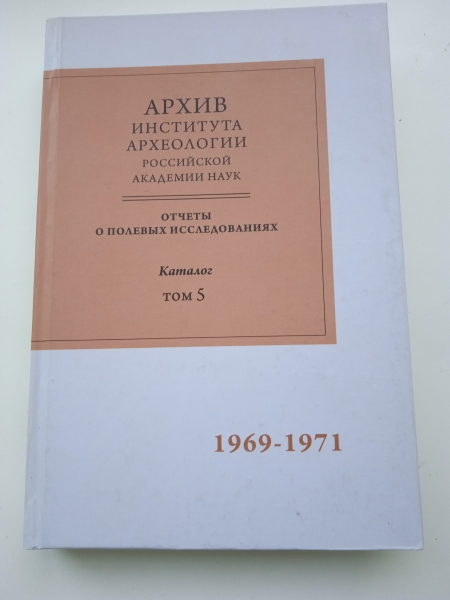 АРХИВ
ИНСТИТУТА
АРХЕОЛОГИИ
РОССИЙСКОЙ
АКАДЕМИИ НАУК
ОТЧЕТЫ
О ПОЛЕВЫХ ИССЛЕДОВАНИЯХ
Каталог
ТОМ 5
1969-1971